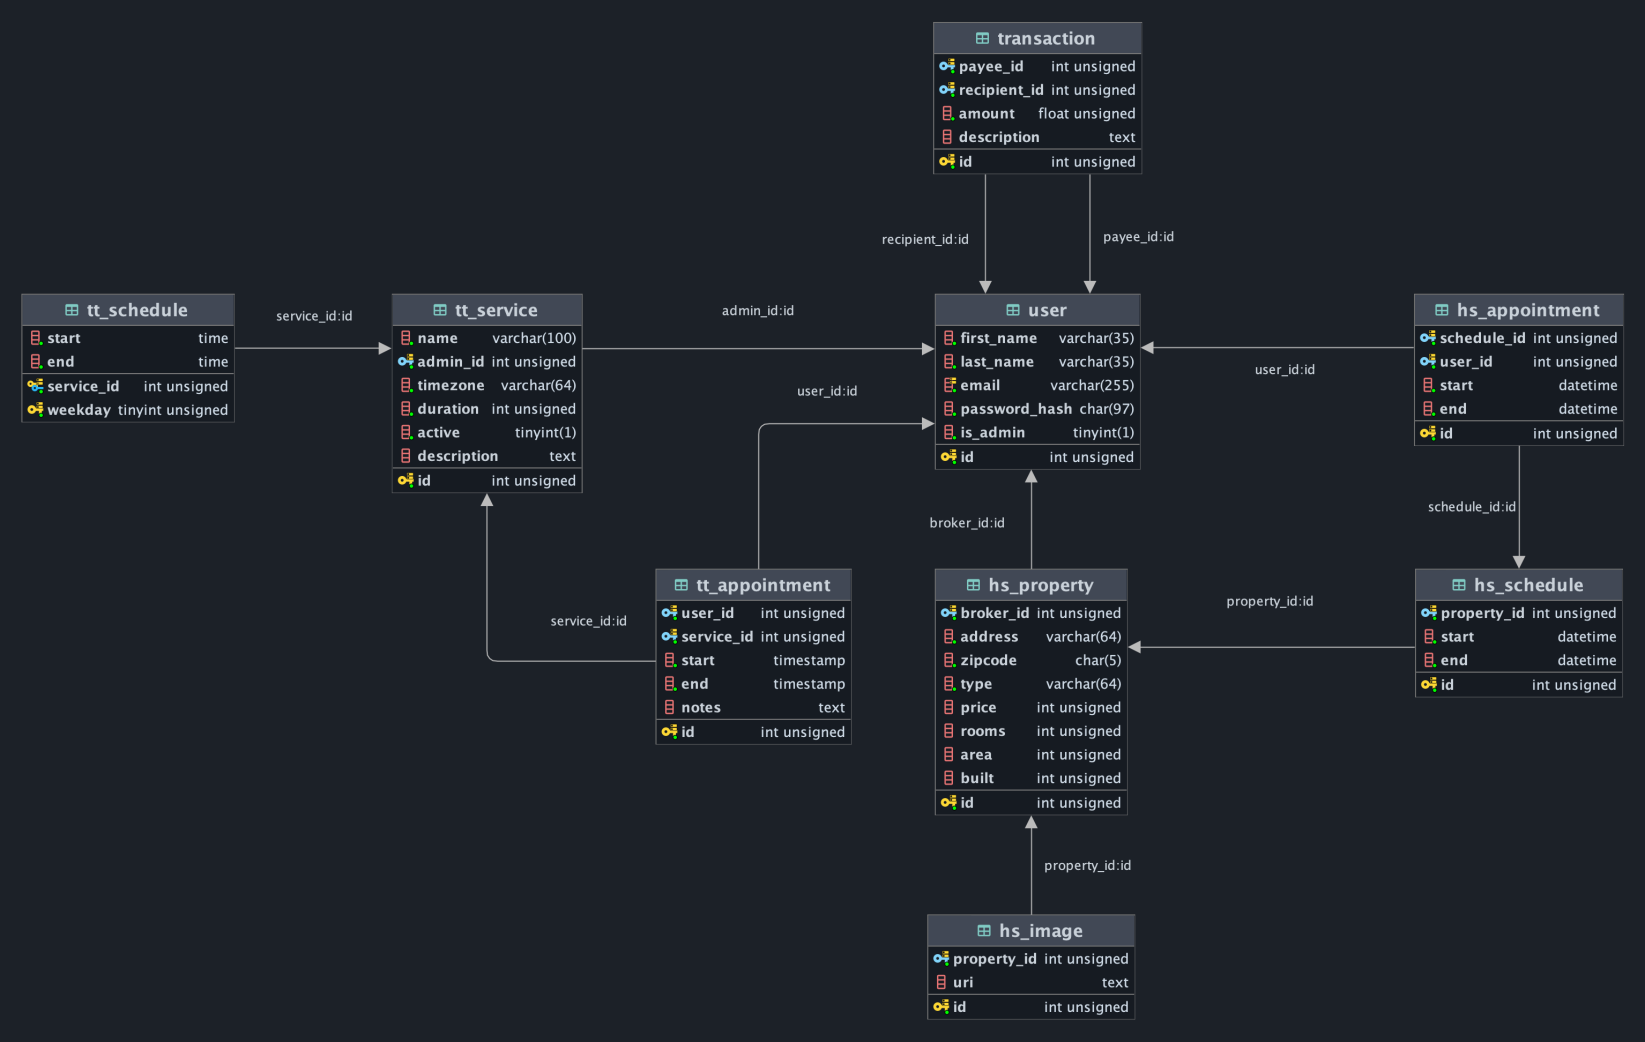 transaction
payee_id int unsigned
recipient_id int unsigned
amount float unsigned
description text
id int unsigned
recipient_id:id
payee_id:id
tt_schedule
start time
end time
service_id int unsigned
weekday tinyint unsigned
service_id:id
tt_service
name varchar(100)
admin_id int unsigned
timezone varchar(64)
duration int unsigned
active tinyint(1)
description text
id int unsigned
admin_id:id
user_id:id
user
first_name varchar(35)
last_name varchar(35)
email varchar(255)
password_hash char(97)
is_admin tinyint(1)
id int unsigned
user_id:id
hs_appointment
schedule_id int unsigned
user_id int unsigned
start datetime
end datetime
id int unsigned
broker_id:id
schedule_id:id
service_id:id
tt_appointment
user_id int unsigned
service_id int unsigned
start timestamp
end timestamp
notes text
id int unsigned
hs_property
broker_id int unsigned
address varchar(64)
zipcode char(5)
type varchar(64)
price int unsigned
rooms int unsigned
area int unsigned
built int unsigned
id int unsigned
property_id:id
hs_schedule
property_id int unsigned
start datetime
end datetime
id int unsigned
property_id:id
hs_image
property_id int unsigned
uri text
id int unsigned